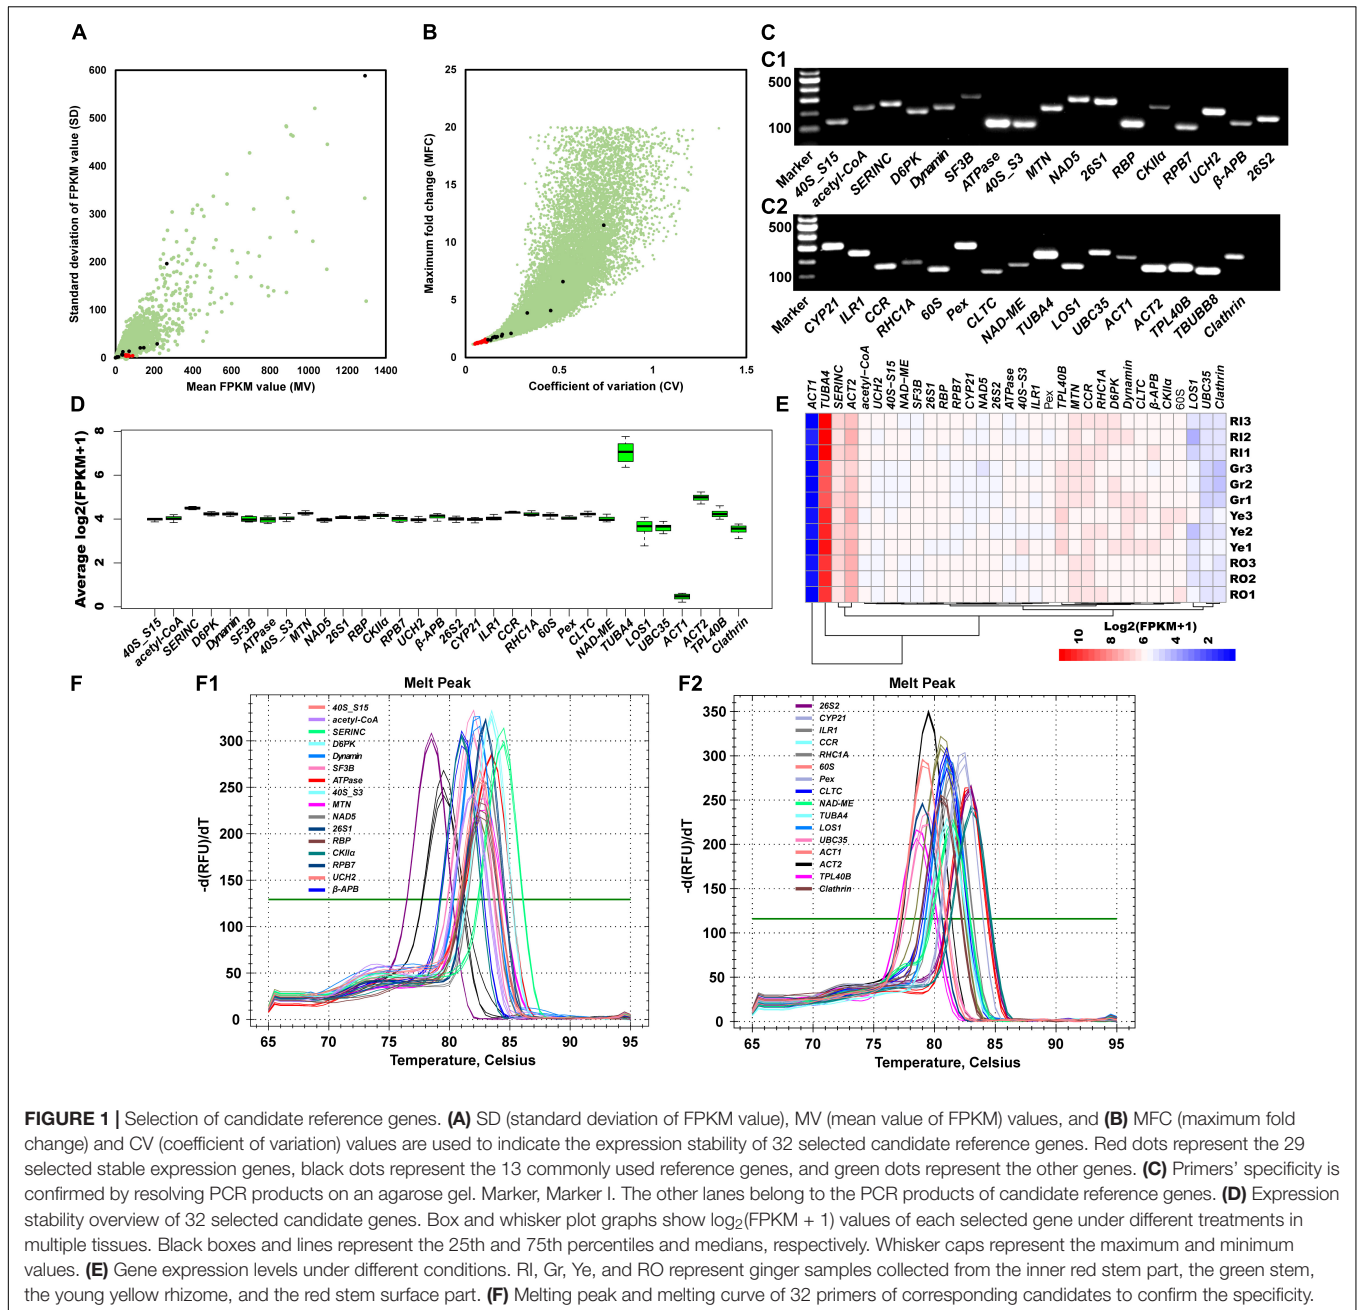 A
B
C
C1
600
500
400
300
200
100
0
Standard deviation of FPKM value (SD)
0 200 400 600 800 1000 1200 1400
Mean FPKM value (MV)
25
20
15
10
5
0
Maximum fold change (MFC)
0 0.5 1 1.5
Coefficient of variation (CV)
500
100
Marker 40S_S15 acetyl-CoA SERINC D6PK Dynamin SF3B ATPase 40S_S3 MTN NAD5 26S1 RBP CKIIα RPB7 UCH2 β-APB 26S2
C2
500
100
Marker CYP21 ILR1 CCR RHC1A 60S Pex CLTC NAD-ME TUBA4 LOS1 UBC35 ACT1 ACT2 TPL40B TBUBB8 Clathrin
D
8
6
4
2
0
Average log2(FPKM+1)
40S_S15 acetyl-CoA SERINC D6PK Dynamin SF3B ATPase 40S_S3 MTN NAD5 26S1 RBP CKIIα RPB7 UCH2 β-APB 26S2 CYP21 ILR1 CCR RHC1A 60S Pex CLTC NAD-ME TUBA4 LOS1 UBC35 ACT1 ACT2 TPL40B Clathrin
E
ACT1 TUBA4 SERINC ACT2 acetyl-CoA UCH2 40S-S15 NAD-ME SF3B 26S1 RBP RPB7 CYP21 NAD5 26S2 ATPase 40S-S3 ILR1 Pex TPL40B MTN CCR RHC1A D6PK Dynamin CLTC β-APB CKIIα 60S LOS1 UBC35 Clathrin
RI3
RI2
RI1
Gr3
Gr2
Gr1
Ye3
Ye2
Ye1
RO3
RO2
RO1
Log2(FPKM+1)
10 8 6 4 2
F
F1
Melt Peak
40S_S15
acetyl-CoA
SERINC
D6PK
Dynamin
SF3B
ATPase
40S_S3
MTN
NAD5
26S1
RBP
CKIIα
RPB7
UCH2
β-APB
300
250
200
150
100
50
0
-d(RFU)/dT
65 70 75 80 85 90 95
Temperature, Celsius
F2
Melt Peak
26S2
CYP21
ILR1
CCR
RHC1A
60S
Pex
CLTC
NAD-ME
TUBA4
LOS1
UBC35
ACT1
ACT2
TPL40B
Clathrin
350
300
250
200
150
100
50
0
-d(RFU)/dT
65 70 75 80 85 90 95
Temperature, Celsius
FIGURE 1 | Selection of candidate reference genes. (A) SD (standard deviation of FPKM value), MV (mean value of FPKM) values, and (B) MFC (maximum fold
change) and CV (coefficient of variation) values are used to indicate the expression stability of 32 selected candidate reference genes. Red dots represent the 29
selected stable expression genes, black dots represent the 13 commonly used reference genes, and green dots represent the other genes. (C) Primers' specificity is
confirmed by resolving PCR products on an agarose gel. Marker, Marker I. The other lanes belong to the PCR products of candidate reference genes. (D) Expression
stability overview of 32 selected candidate genes. Box and whisker plot graphs show log₂(FPKM + 1) values of each selected gene under different treatments in
multiple tissues. Black boxes and lines represent the 25th and 75th percentiles and medians, respectively. Whisker caps represent the maximum and minimum
values. (E) Gene expression levels under different conditions. RI, Gr, Ye, and RO represent ginger samples collected from the inner red stem part, the green stem,
the young yellow rhizome, and the red stem surface part. (F) Melting peak and melting curve of 32 primers of corresponding candidates to confirm the specificity.